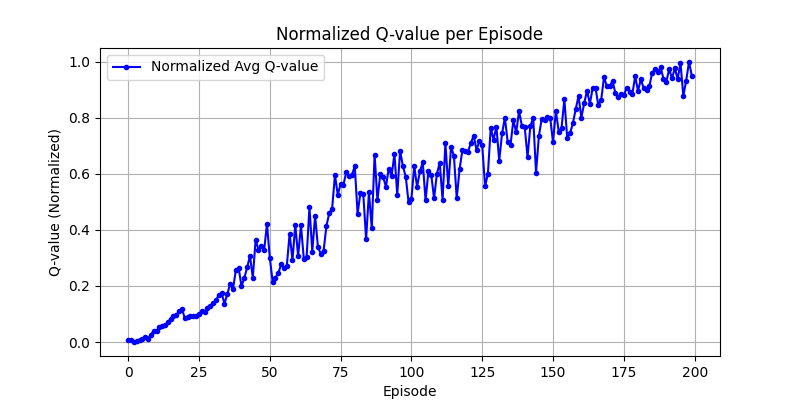 Normalized Q-value per Episode
Normalized Avg Q-value
Q-value (Normalized)
1.0
0.8
0.6
0.4
0.2
0.0
0 25 50 75 100 125 150 175 200
Episode